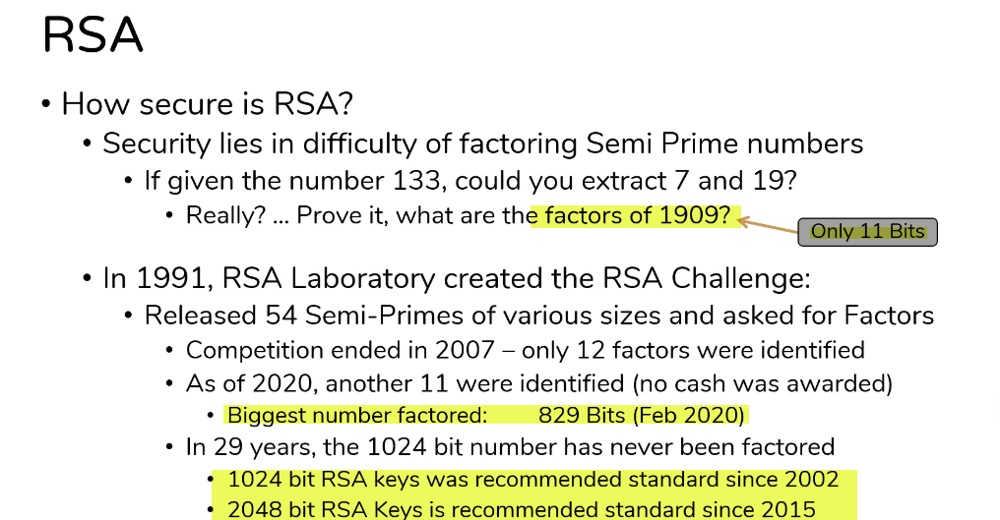 RSA
• How secure is RSA?
• Security lies in difficulty of factoring Semi Prime numbers
• If given the number 133, could you extract 7 and 19?
• Really? ... Prove it, what are the factors of 1909?
Only 11 Bits
• In 1991, RSA Laboratory created the RSA Challenge:
• Released 54 Semi-Primes of various sizes and asked for Factors
• Competition ended in 2007 – only 12 factors were identified
• As of 2020, another 11 were identified (no cash was awarded)
• Biggest number factored: 829 Bits (Feb 2020)
• In 29 years, the 1024 bit number has never been factored
• 1024 bit RSA keys was recommended standard since 2002
• 2048 bit RSA Keys is recommended standard since 2015